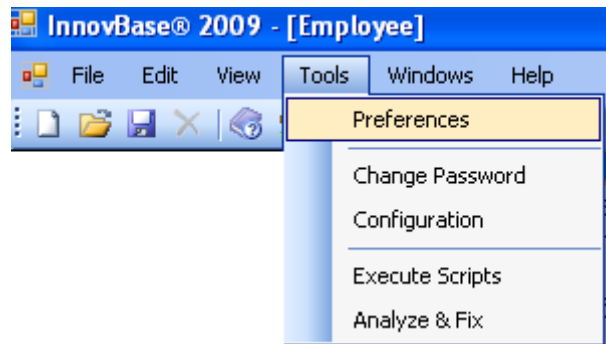 InnovBase® 2009 - [Employee]
File Edit View Tools Windows Help
Preferences
Change Password
Configuration
Execute Scripts
Analyze & Fix